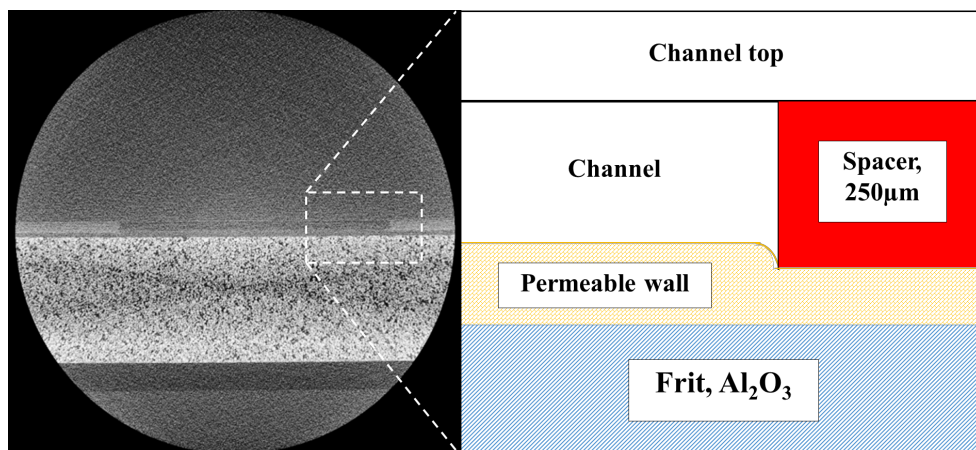 Channel top
Channel
Spacer,
250µm
Permeable wall
Frit, Al₂O₃